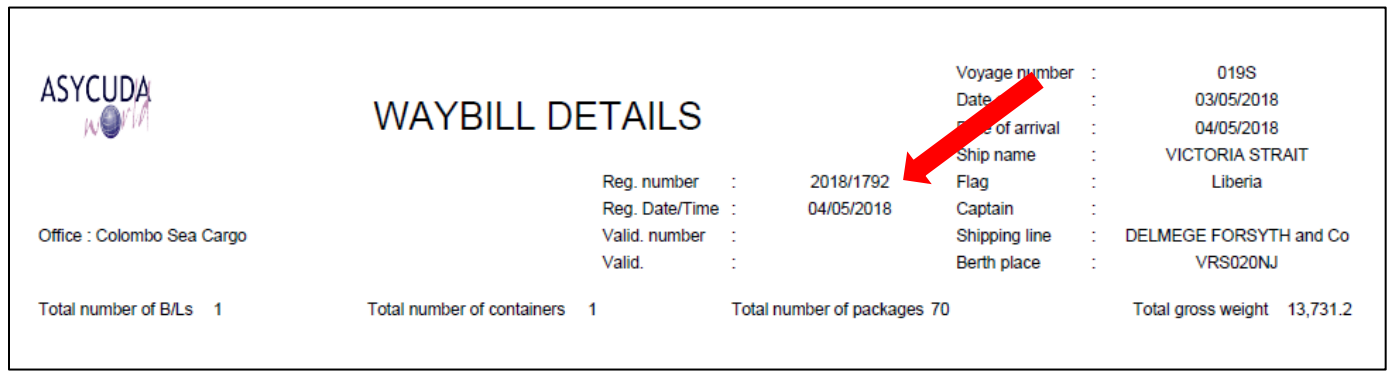 ASYCUDA
World
WAYBILL DETAILS
Voyage number : 019S
Date : 03/05/2018
of arrival : 04/05/2018
Ship name : VICTORIA STRAIT
Reg. number : 2018/1792 Flag : Liberia
Reg. Date/Time : 04/05/2018 Captain :
Office : Colombo Sea Cargo Valid. number : Shipping line : DELMEGE FORSYTH and Co
Valid. : Berth place : VRS020NJ
Total number of B/Ls 1 Total number of containers 1 Total number of packages 70 Total gross weight 13,731.2